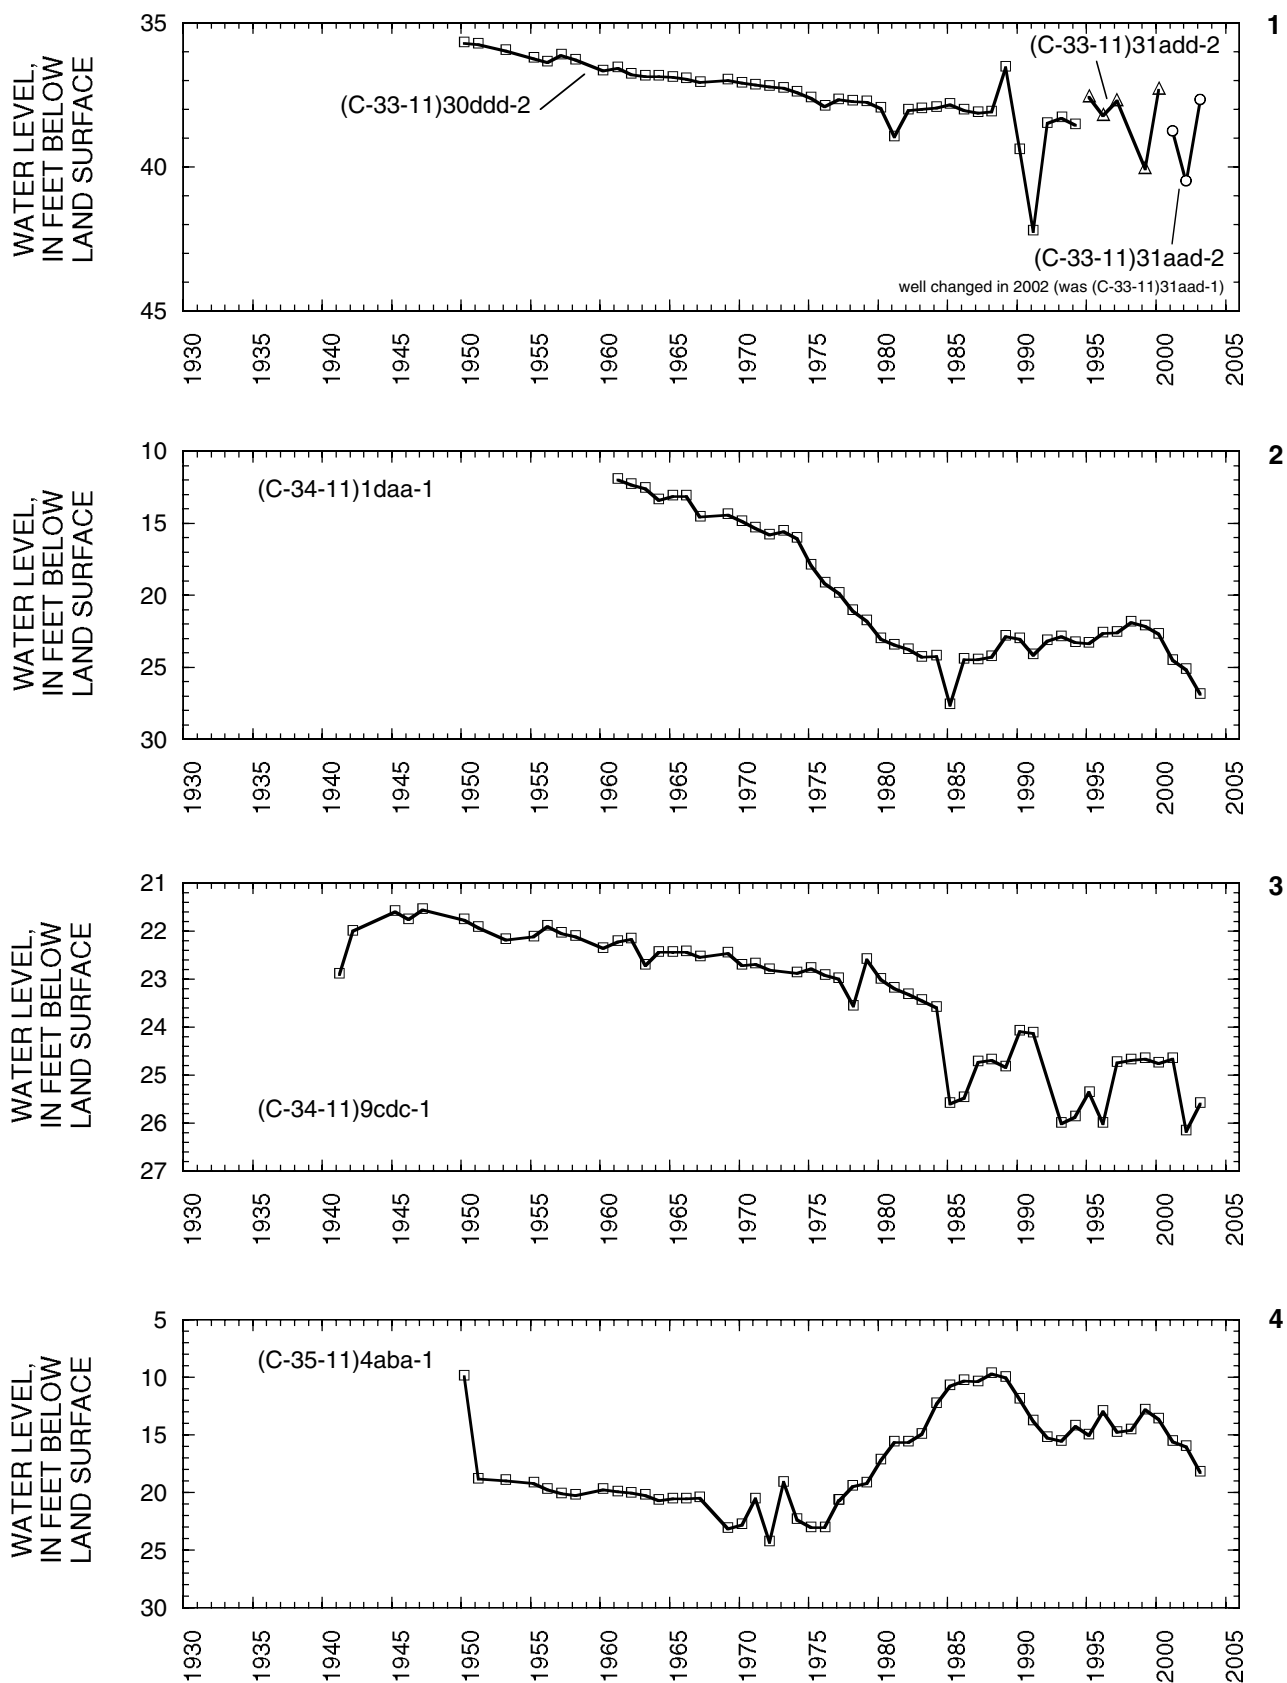 1
WATER LEVEL,
IN FEET BELOW
LAND SURFACE
35
40
45
(C-33-11)31add-2
(C-33-11)30ddd-2
(C-33-11)31aad-2
well changed in 2002 (was (C-33-11)31aad-1)
1930 1935 1940 1945 1950 1955 1960 1965 1970 1975 1980 1985 1990 1995 2000 2005
2
WATER LEVEL,
IN FEET BELOW
LAND SURFACE
10
15
20
25
30
(C-34-11)1daa-1
1930 1935 1940 1945 1950 1955 1960 1965 1970 1975 1980 1985 1990 1995 2000 2005
3
WATER LEVEL,
IN FEET BELOW
LAND SURFACE
21
22
23
24
25
26
27
(C-34-11)9cdc-1
1930 1935 1940 1945 1950 1955 1960 1965 1970 1975 1980 1985 1990 1995 2000 2005
4
WATER LEVEL,
IN FEET BELOW
LAND SURFACE
5
10
15
20
25
30
(C-35-11)4aba-1
1930 1935 1940 1945 1950 1955 1960 1965 1970 1975 1980 1985 1990 1995 2000 2005